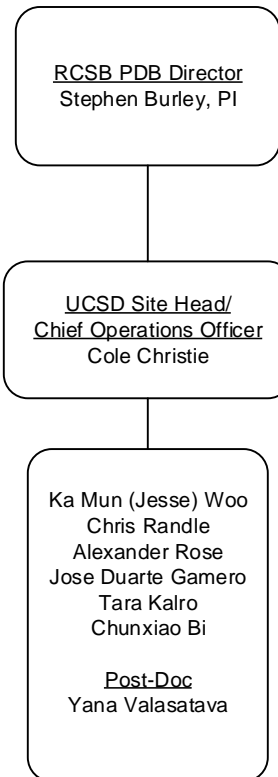 RCSB PDB Director
Stephen Burley, PI
UCSD Site Head/
Chief Operations Officer
Cole Christie
Ka Mun (Jesse) Woo
Chris Randle
Alexander Rose
Jose Duarte Gamero
Tara Kalro
Chunxiao Bi
Post-Doc
Yana Valasatava